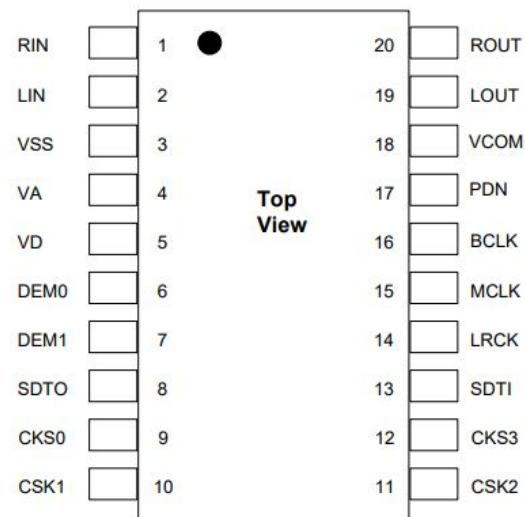 RIN 1 20 ROUT
LIN 2 19 LOUT
VSS 3 18 VCOM
VA 4 17 PDN
Top
View
VD 5 16 BCLK
DEM0 6 15 MCLK
DEM1 7 14 LRCK
SDTO 8 13 SDTI
CKS0 9 12 CKS3
CSK1 10 11 CSK2